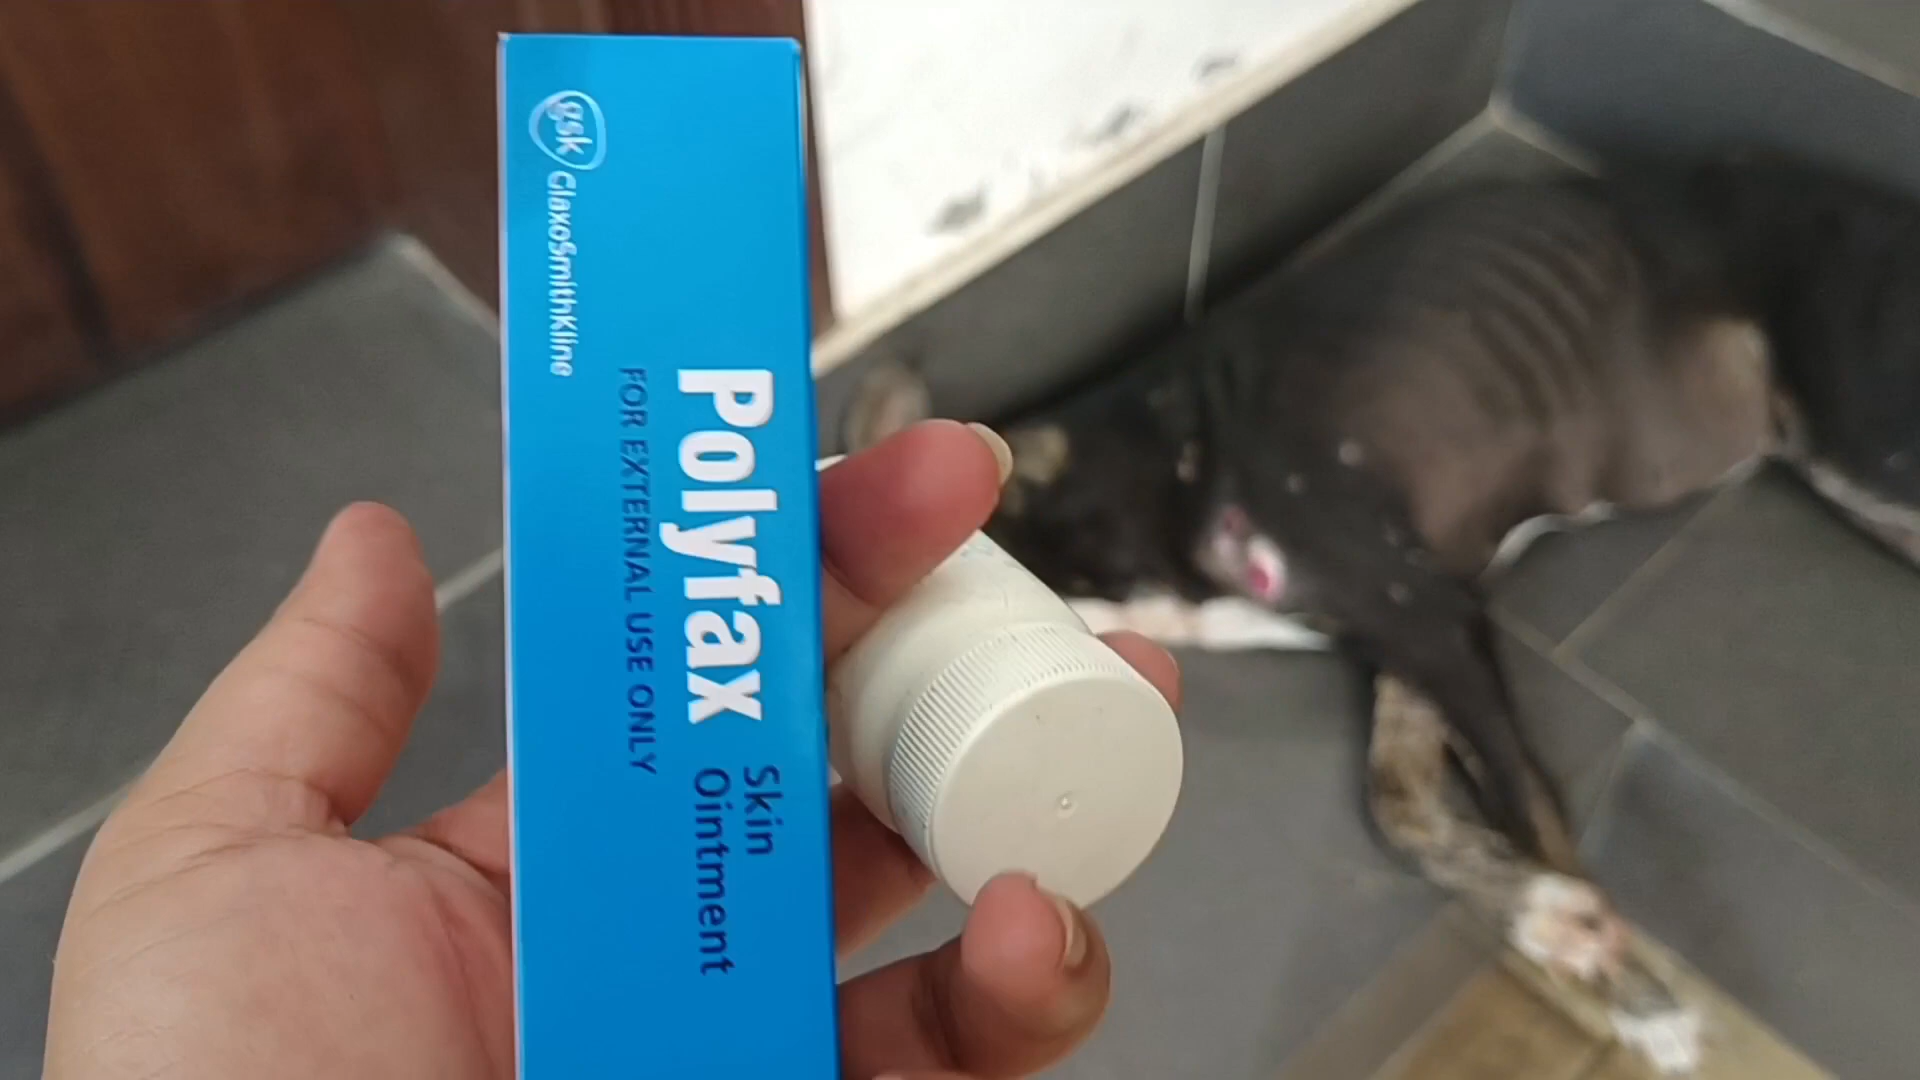 gsk GlaxoSmithKline
Polyfax Skin
Ointment
FOR EXTERNAL USE ONLY